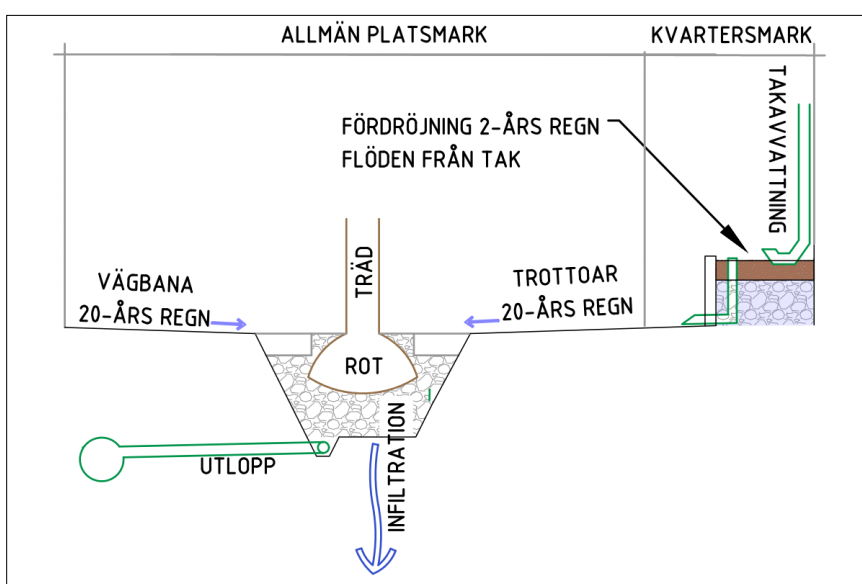 ALLMÄN PLATSMARK
KVARTERSMARK
TAKAVVATTNING
FÖRDRÖJNING 2-ÅRS REGN
FLÖDEN FRÅN TAK
TRÄD
VÄGBANA
20-ÅRS REGN
TROTTOAR
20-ÅRS REGN
ROT
INFILTRATION
UTLOPP